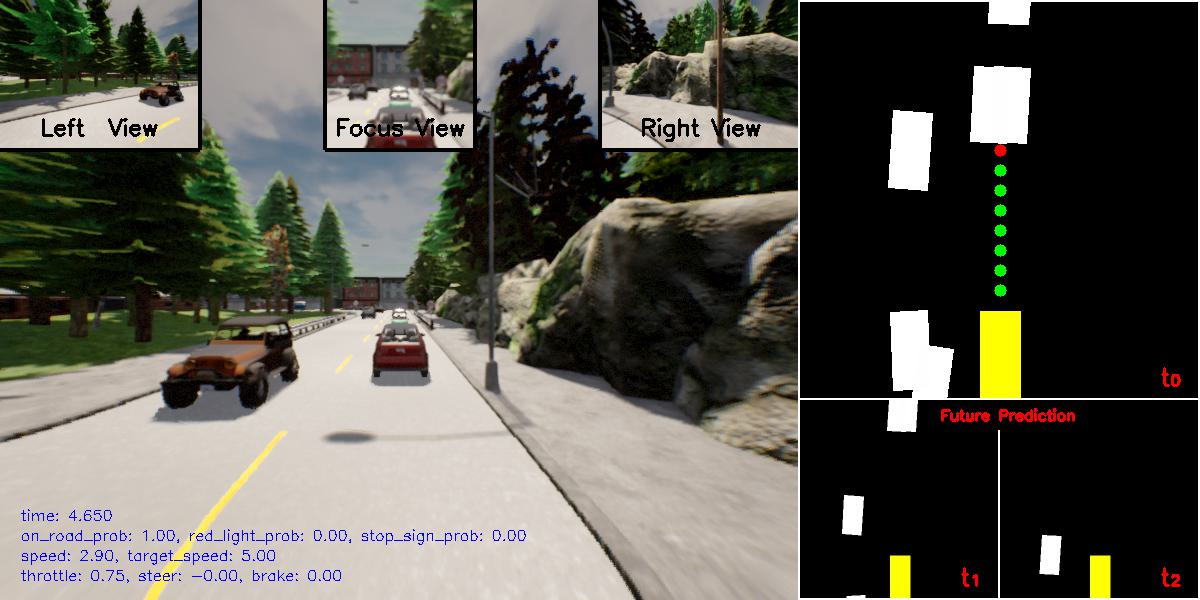 Left View
Focus View
Right View
time: 4.650
on_road_prob: 1.00, red_light_prob: 0.00, stop_sign_prob: 0.00
speed: 2.90, target_speed: 5.00
throttle: 0.75, steer: -0.00, brake: 0.00
t0
Future Prediction
t1
t2